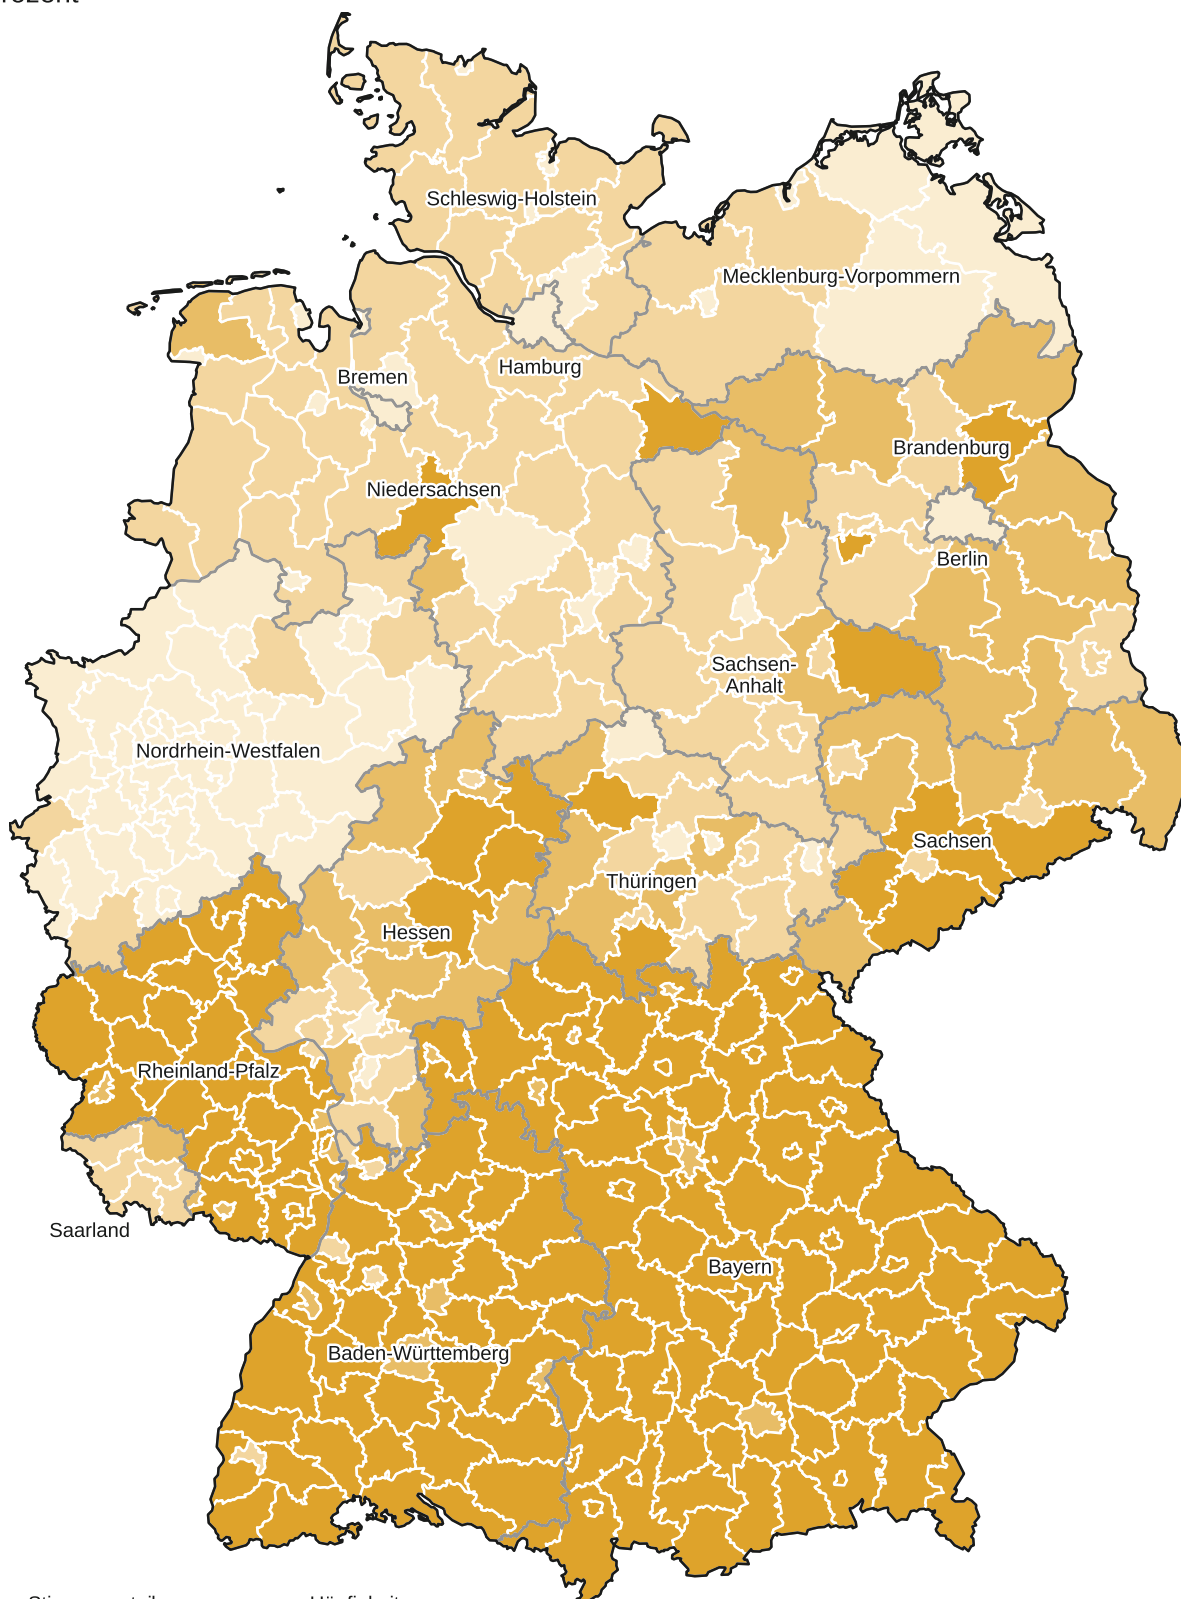 Schleswig-Holstein
Mecklenburg-Vorpommern
Hamburg
Bremen
Brandenburg
Niedersachsen
Berlin
Sachsen-
Anhalt
Nordrhein-Westfalen
Sachsen
Thüringen
Hessen
Rheinland-Pfalz
Saarland
Bayern
Baden-Württemberg